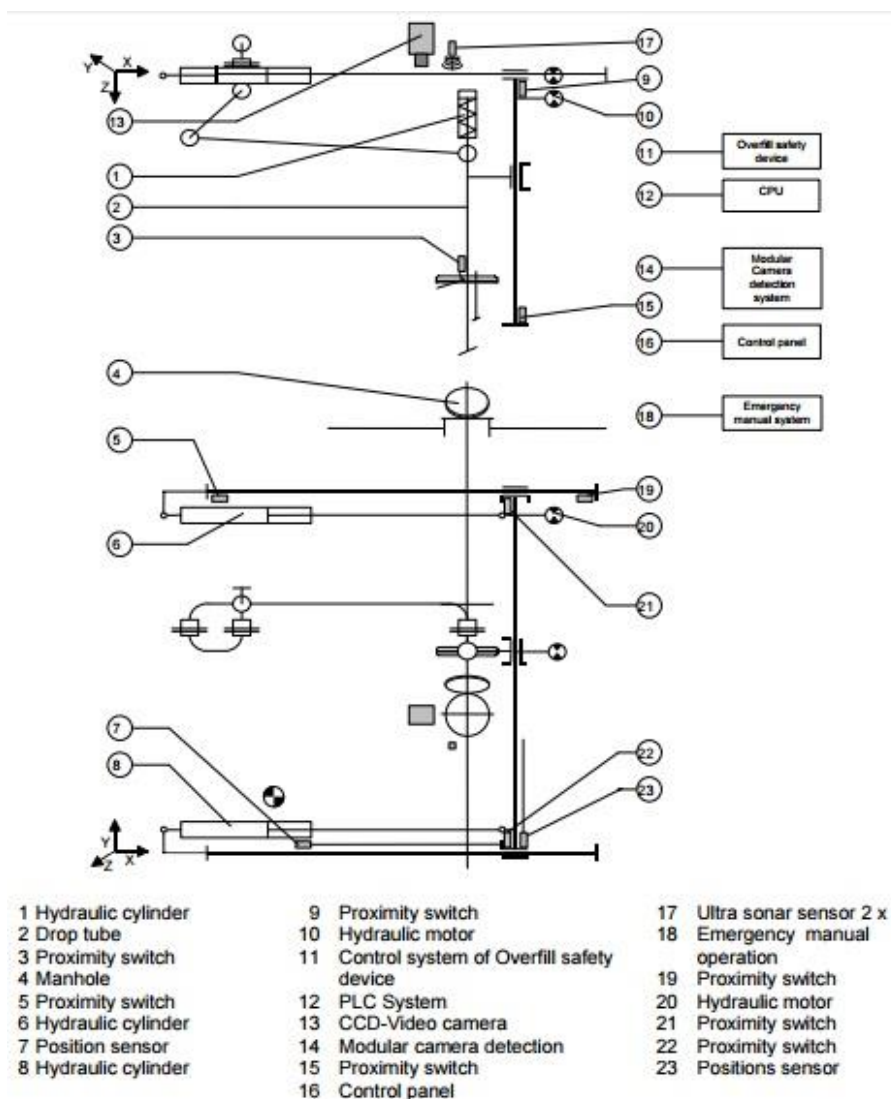 17
Y
X
Z
9
13
10
11
Overfill safety
device
1
12
CPU
2
3
14
Modular
Camera
detection
system
15
16
Control panel
4
18
Emergancy
manual system
5
19
20
6
21
7
22
8
23
Y
X
Z
1 Hydraulic cylinder
2 Drop tube
3 Proximity switch
4 Manhole
5 Proximity switch
6 Hydraulic cylinder
7 Position sensor
8 Hydraulic cylinder
9 Proximity switch
10 Hydraulic motor
11 Control system of Overfill safety
device
12 PLC System
13 CCD-Video camera
14 Modular camera detection
15 Proximity switch
16 Control panel
17 Ultra sonar sensor 2 x
18 Emergency manual
operation
19 Proximity switch
20 Hydraulic motor
21 Proximity switch
22 Proximity switch
23 Positions sensor